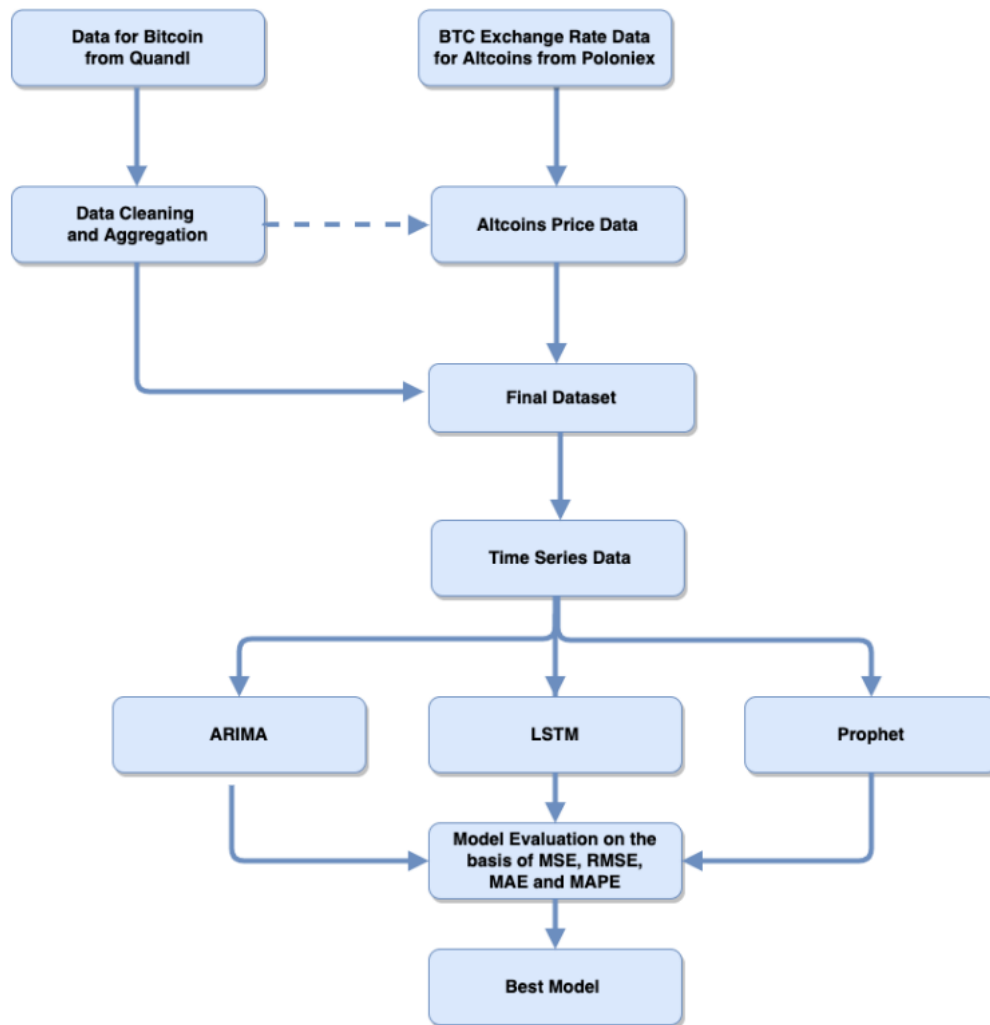 Data for Bitcoin
from Quandl
BTC Exchange Rate Data
for Altcoins from Poloniex
Data Cleaning
and Aggregation
Altcoins Price Data
Final Dataset
Time Series Data
ARIMA
LSTM
Prophet
Model Evaluation on the
basis of MSE, RMSE,
MAE and MAPE
Best Model